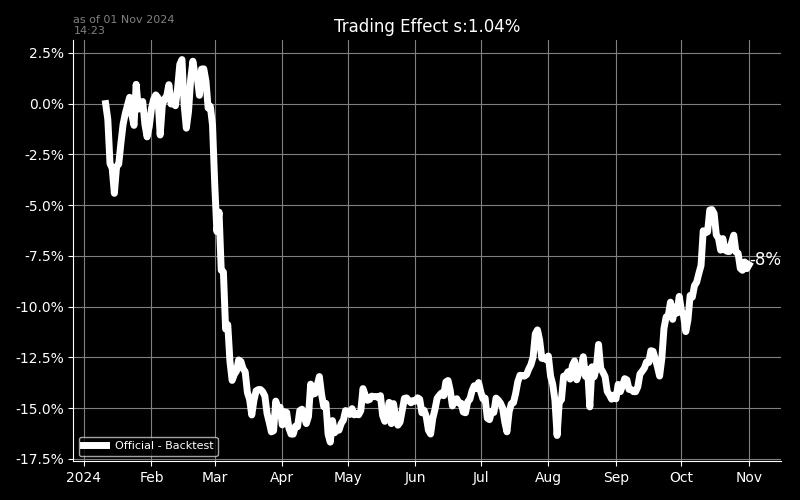 as of 01 Nov 2024
14:23
Trading Effect s:1.04%
2.5%
0.0%
-2.5%
-5.0%
-7.5%
-8%
-10.0%
-12.5%
-15.0%
-17.5%
Official - Backtest
2024 Feb Mar Apr May Jun Jul Aug Sep Oct Nov